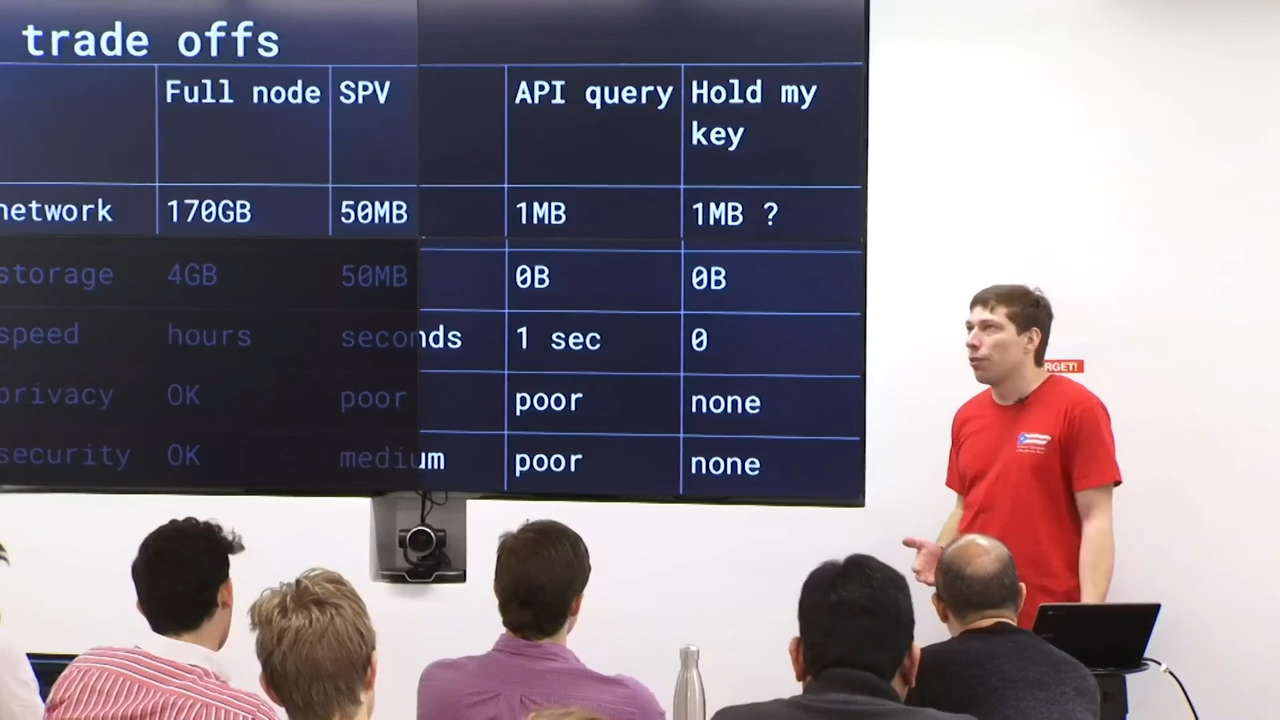 trade offs
Full node SPV API query Hold my
key
network 170GB 50MB 1MB 1MB ?
storage 4GB 50MB 0B 0B
speed hours seconds 1 sec 0
privacy OK poor poor none
security OK medium poor none
RGET!